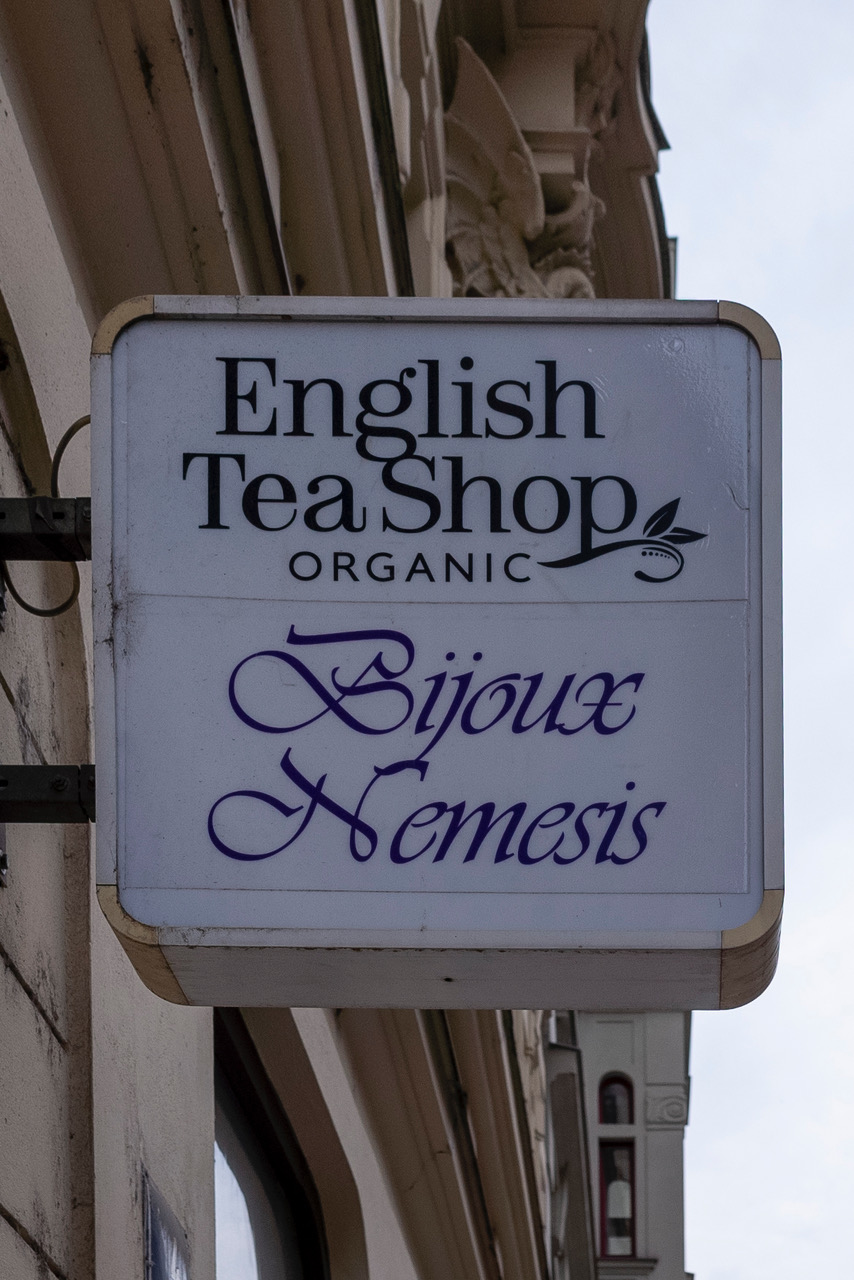 English
Tea Shop
ORGANIC
Bijoux
Nemesis